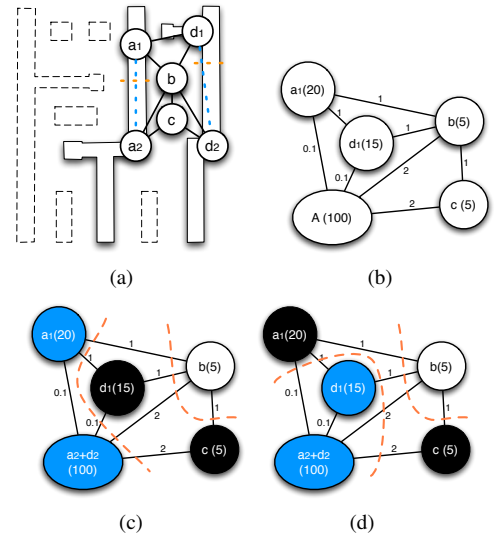 a1
d1
b
c
a2
d2
(a)
a1(20)
1
b(5)
1
d1(15)
1
0.1
0.1
2
1
A (100)
2
c (5)
(b)
a1(20)
1
b(5)
1
d1(15)
1
0.1
0.1
2
1
a2+d2
(100)
2
c (5)
(c)
a1(20)
1
b(5)
1
d1(15)
1
0.1
0.1
2
1
a2+d2
(100)
2
c (5)
(d)